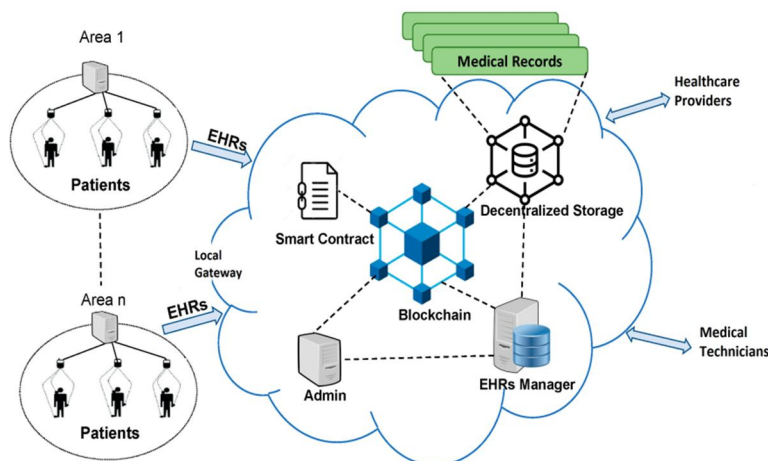 Area 1
Patients
EHRs
Medical Records
Healthcare
Providers
Smart Contract
Decentralized Storage
Local
Gateway
Blockchain
Area n
EHRs
Patients
Admin
EHRs Manager
Medical
Technicians